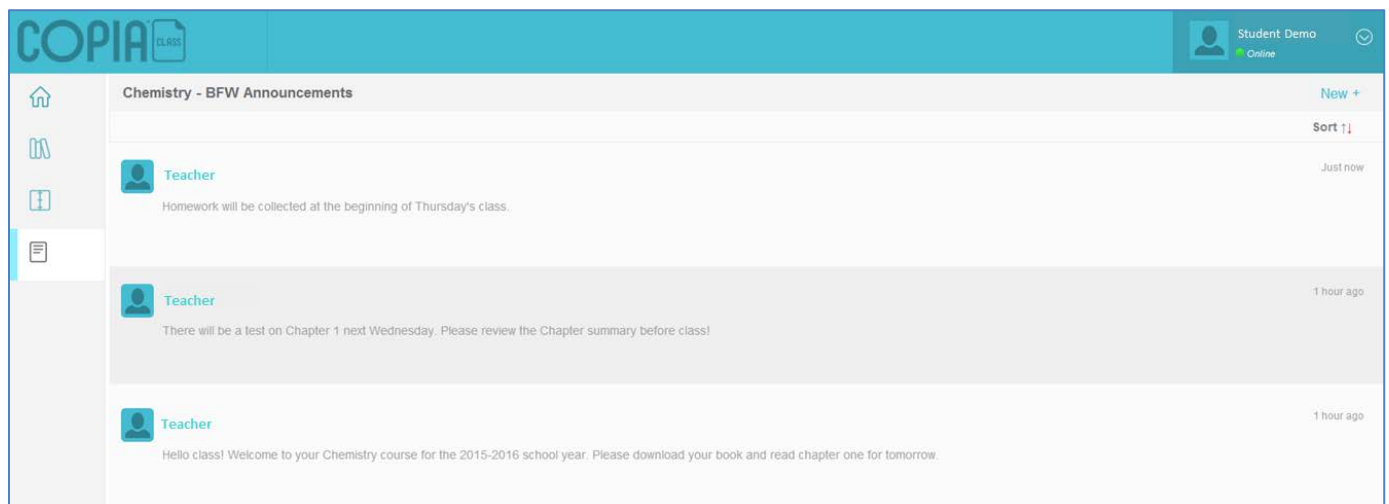 COPIA CLASS
Student Demo
Online
Chemistry - BFW Announcements
New +
Sort ↑↓
Teacher
Just now
Homework will be collected at the beginning of Thursday's class.
Teacher
1 hour ago
There will be a test on Chapter 1 next Wednesday. Please review the Chapter summary before class!
Teacher
1 hour ago
Hello class! Welcome to your Chemistry course for the 2015-2016 school year. Please download your book and read chapter one for tomorrow.